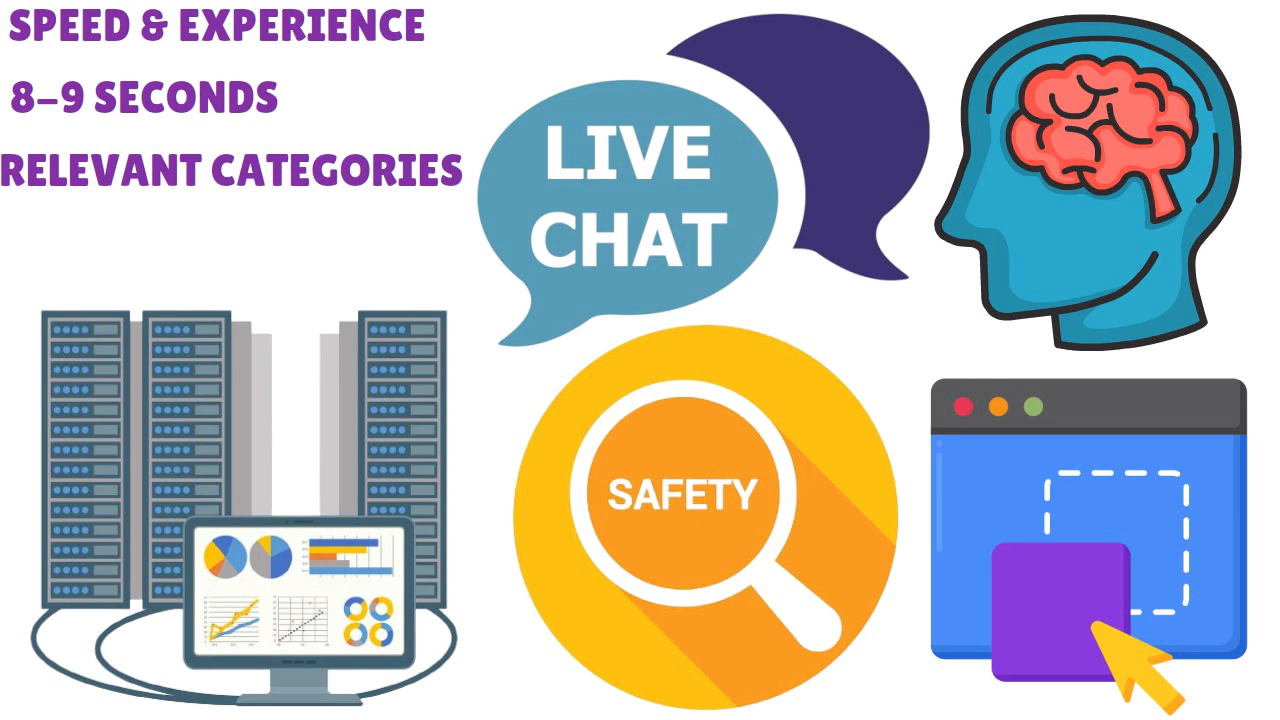 SPEED & EXPERIENCE
8-9 SECONDS
RELEVANT CATEGORIES
LIVE
CHAT
SAFETY